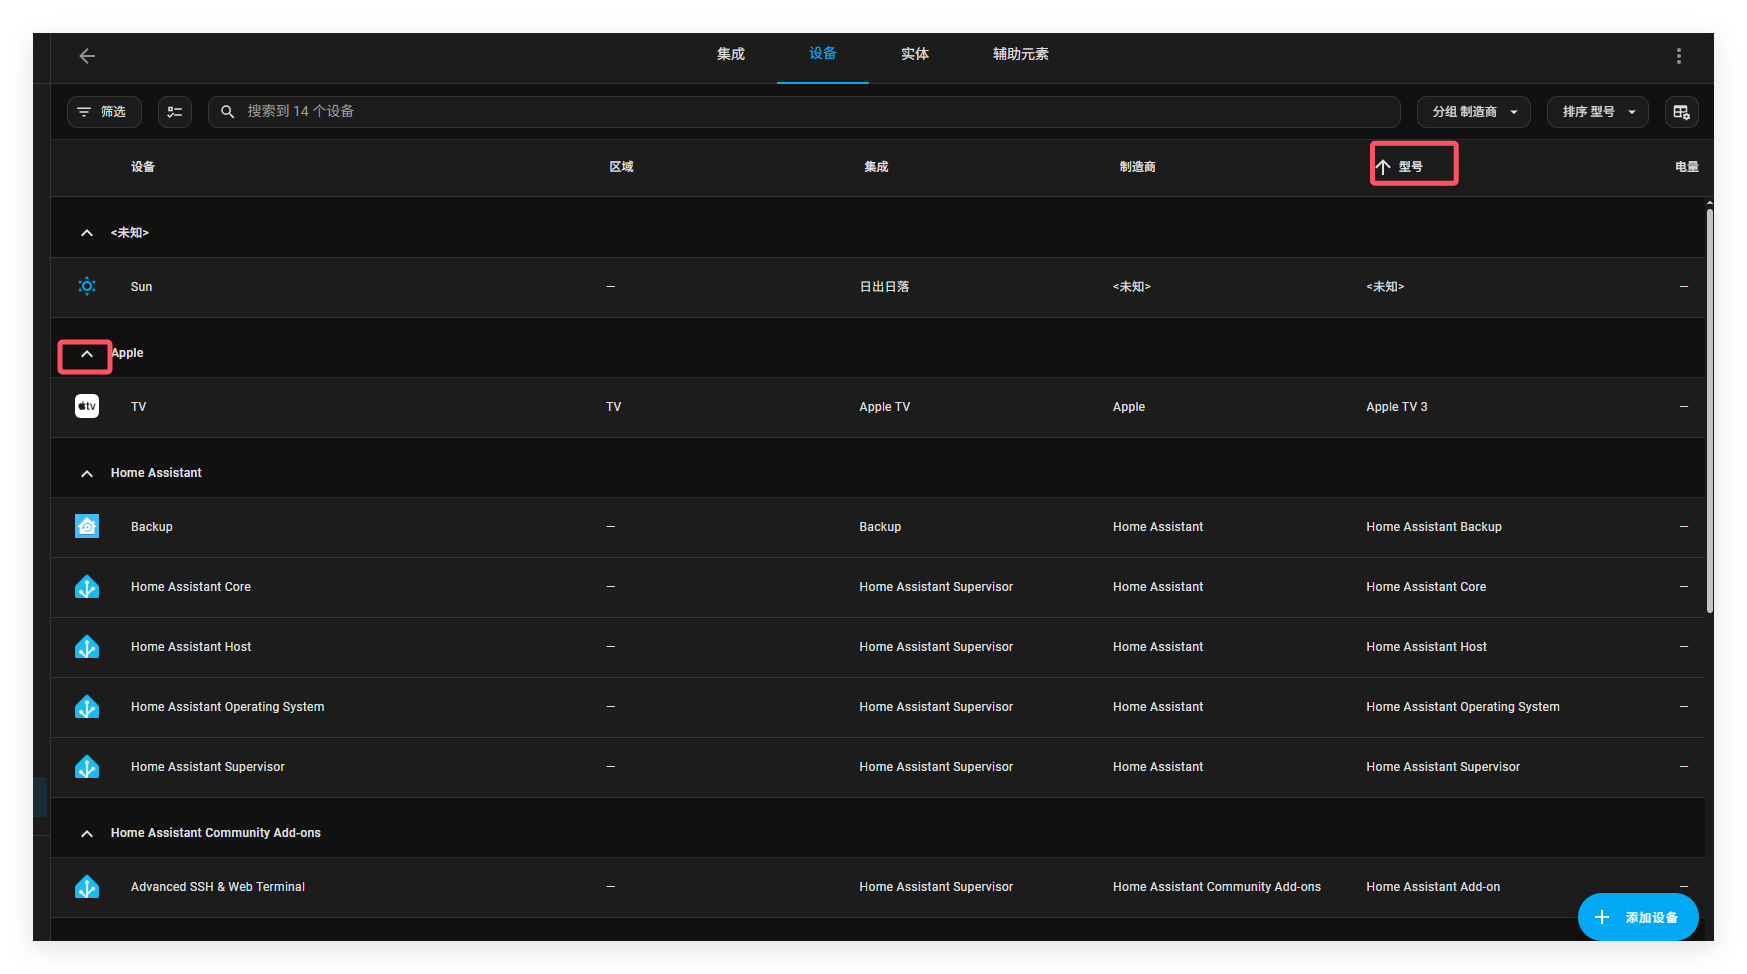 集成 设备 实体 辅助元素
筛选 搜索到 14 个设备 分组 制造商 排序 型号
设备 区域 集成 制造商 型号 电量
<未知>
Sun — 日出日落 <未知> <未知> —
Apple
tv TV TV Apple TV Apple Apple TV 3 —
Home Assistant
Backup — Backup Home Assistant Home Assistant Backup —
Home Assistant Core — Home Assistant Supervisor Home Assistant Home Assistant Core —
Home Assistant Host — Home Assistant Supervisor Home Assistant Home Assistant Host —
Home Assistant Operating System — Home Assistant Supervisor Home Assistant Home Assistant Operating System —
Home Assistant Supervisor — Home Assistant Supervisor Home Assistant Home Assistant Supervisor —
Home Assistant Community Add-ons
Advanced SSH & Web Terminal — Home Assistant Supervisor Home Assistant Community Add-ons Home Assistant Add-on —
添加设备